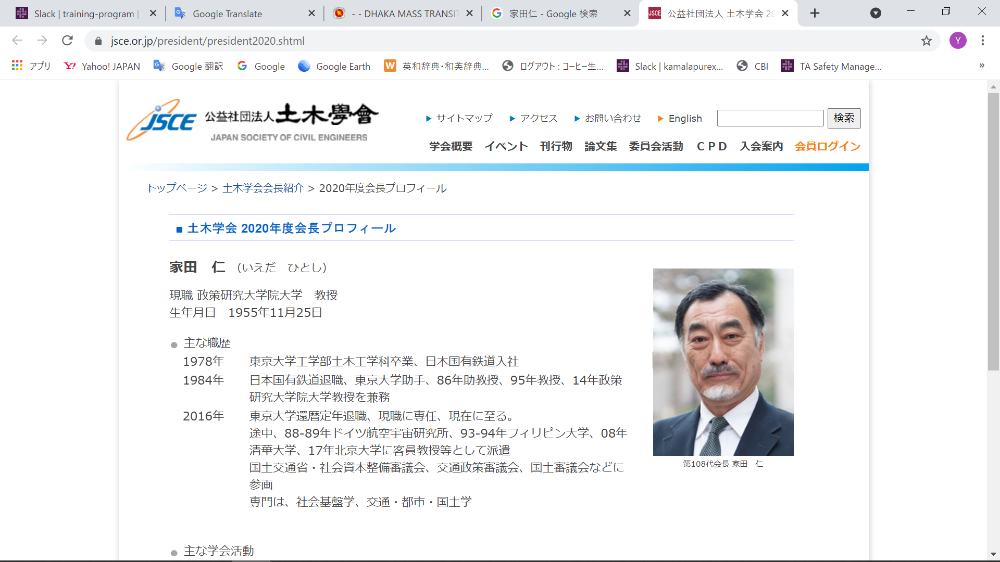 Slack | training-program |
Google Translate
- - DHAKA MASS TRANSIT
家田仁 - Google 検索
公益社団法人 土木学会 20
jsce.or.jp/president/president2020.shtml
Y
アプリ
Yahoo! JAPAN
Google 翻訳
Google
Google Earth
英和辞典・和英辞典...
ログアウト : コーヒー生...
Slack | kamalapurex...
CBI
TA Safety Manage...
JSCE 公益社団法人 土木學會
JAPAN SOCIETY OF CIVIL ENGINEERS
サイトマップ
アクセス
お問い合わせ
English
検索
学会概要 イベント 刊行物 論文集 委員会活動 ＣＰＤ 入会案内 会員ログイン
トップページ > 土木学会会長紹介 > 2020年度会長プロフィール
■ 土木学会 2020年度会長プロフィール
家田　仁 （いえだ　ひとし）
現職 政策研究大学院大学　教授
生年月日　1955年11月25日
主な職歴
1978年 東京大学工学部土木工学科卒業、日本国有鉄道入社
1984年 日本国有鉄道退職、東京大学助手、86年助教授、95年教授、14年政策
研究大学院大学教授を兼務
2016年 東京大学還暦定年退職、現職に専任、現在に至る。
途中、88-89年ドイツ航空宇宙研究所、93-94年フィリピン大学、08年
清華大学、17年北京大学に客員教授等として派遣
国土交通省・社会資本整備審議会、交通政策審議会、国土審議会などに
参画
専門は、社会基盤学、交通・都市・国土学
第108代会長 家田　仁
主な学会活動